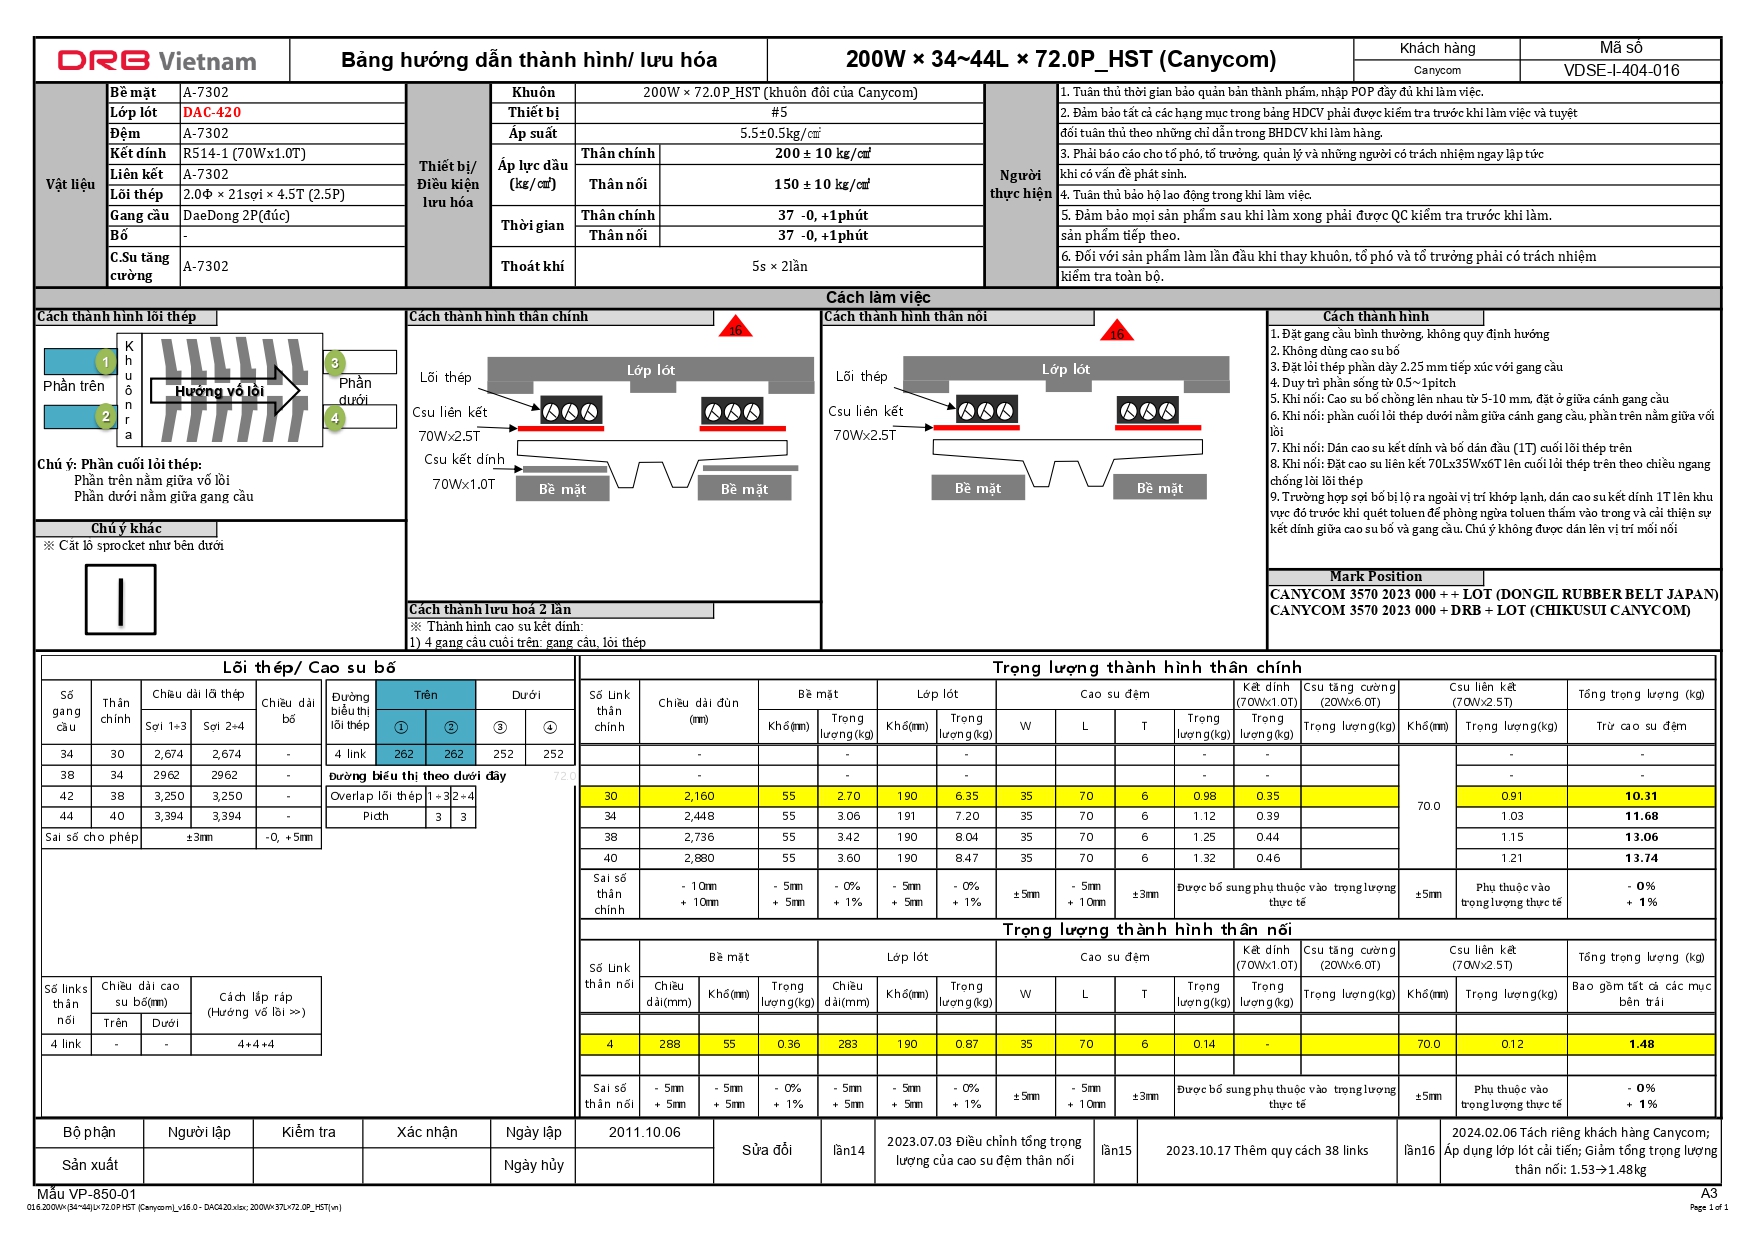 DRB Vietnam
Bảng hướng dẫn thành hình/ lưu hóa
200W × 34~44L × 72.0P_HST (Canycom)
Khách hàng
Mã số
Canycom
VDSE-I-404-016
Vật liệu
Bề mặt A-7302
Lớp lót DAC-420
Đệm A-7302
Kết dính R514-1 (70Wx1.0T)
Liên kết A-7302
Lõi thép 2.0Φ × 21sợi × 4.5T (2.5P)
Gang cầu DaeDong 2P(đúc)
Bố -
C.Su tăng
cường
A-7302
Thiết bị/
Điều kiện
lưu hóa
Khuôn 200W × 72.0P_HST (khuôn đôi của Canycom)
Thiết bị #5
Áp suất 5.5±0.5kg/㎠
Áp lực dầu
(kg/㎠)
Thân chính 200 ± 10 kg/㎠
Thân nối 150 ± 10 kg/㎠
Thời gian
Thân chính 37 -0, +1phút
Thân nối 37 -0, +1phút
Thoát khí 5s × 2lần
Người
thực hiện
1. Tuân thủ thời gian bảo quản bản thành phẩm, nhập POP đầy đủ khi làm việc.
2. Đảm bảo tất cả các hạng mục trong bảng HDCV phải được kiểm tra trước khi làm việc và tuyệt
đối tuân thủ theo những chỉ dẫn trong BHDCV khi làm hàng.
3. Phải báo cáo cho tổ phó, tổ trưởng, quản lý và những người có trách nhiệm ngay lập tức
khi có vấn đề phát sinh.
4. Tuân thủ bảo hộ lao động trong khi làm việc.
5. Đảm bảo mọi sản phẩm sau khi làm xong phải được QC kiểm tra trước khi làm.
sản phẩm tiếp theo.
6. Đối với sản phẩm làm lần đầu khi thay khuôn, tổ phó và tổ trưởng phải có trách nhiệm
kiểm tra toàn bộ.
Cách làm việc
Cách thành hình lõi thép
1
2
3
4
Phần trên
Khuôn ra
Hướng vố lồi
Phần
dưới
Chú ý: Phần cuối lỏi thép:
Phần trên nằm giữa vố lồi
Phần dưới nằm giữa gang cầu
Chú ý khác
※ Cắt lô sprocket như bên dưới
Cách thành hình thân chính
16
Lớp lót
Lõi thép
Csu liên kết
70Wx2.5T
Csu kết dính
70Wx1.0T
Bề mặt
Bề mặt
Cách thành lưu hoá 2 lần
※ Thành hình cao su kết dính:
1) 4 gang cầu cuối trên: gang cầu, lỏi thép
Cách thành hình thân nối
16
Lớp lót
Lõi thép
Csu liên kết
70Wx2.5T
Bề mặt
Bề mặt
Cách thành hình
1. Đặt gang cầu bình thường, không quy định hướng
2. Không dùng cao su bố
3. Đặt lỏi thép phần dày 2.25 mm tiếp xúc với gang cầu
4. Duy trì phần sống từ 0.5~1pitch
5. Khi nối: Cao su bố chồng lên nhau từ 5-10 mm, đặt ở giữa cánh gang cầu
6. Khi nối: phần cuối lỏi thép dưới nằm giữa cánh gang cầu, phần trên nằm giữa vối
lồi
7. Khi nối: Dán cao su kết dính và bố dán đầu (1T) cuối lõi thép trên
8. Khi nối: Đặt cao su liên kết 70Lx35Wx6T lên cuối lỏi thép trên theo chiều ngang
chống lòi lõi thép
9. Trường hợp sợi bố bị lộ ra ngoài vị trí khớp lạnh, dán cao su kết dính 1T lên khu
vực đó trước khi quét toluen để phòng ngừa toluen thấm vào trong và cải thiện sự
kết dính giữa cao su bố và gang cầu. Chú ý không được dán lên vị trí mối nối
Mark Position
CANYCOM 3570 2023 000 + + LOT (DONGIL RUBBER BELT JAPAN)
CANYCOM 3570 2023 000 + DRB + LOT (CHIKUSUI CANYCOM)
Lõi thép/ Cao su bố
Số gang cầu | Thân chính | Chiều dài lõi thép | Chiều dài bố
Sợi 1÷3 | Sợi 2÷4
34 30 2,674 2,674 -
38 34 2962 2962 -
42 38 3,250 3,250 -
44 40 3,394 3,394 -
Sai số cho phép ±3㎜ -0, +5㎜
Đường biểu thị lõi thép | Trên | Dưới
① ② ③ ④
4 link 262 262 252 252
Đường biểu thị theo dưới đây 72.0
Overlap lõi thép 1÷3 2÷4
Picth 3 3
Số links thân nối | Chiều dài cao su bố(㎜) | Cách lắp ráp (Hướng vố lồi >>)
Trên | Dưới
4 link - - 4+4+4
Trọng lượng thành hình thân chính
Số Link thân chính | Chiều dài đùn (㎜) | Bề mặt | Lớp lót | Cao su đệm | Kết dính (70Wx1.0T) | Csu tăng cường (20Wx6.0T) | Csu liên kết (70Wx2.5T) | Tổng trọng lượng (kg)
Khổ(㎜) | Trọng lượng(kg) | Khổ(㎜) | Trọng lượng(kg) | W | L | T | Trọng lượng(kg) | Trọng lượng(kg) | Trọng lượng(kg) | Khổ(㎜) | Trọng lượng(kg) | Trừ cao su đệm
- - - - - - -
- - - - - - -
30 2,160 55 2.70 190 6.35 35 70 6 0.98 0.35 0.91 10.31
70.0
34 2,448 55 3.06 191 7.20 35 70 6 1.12 0.39 1.03 11.68
38 2,736 55 3.42 190 8.04 35 70 6 1.25 0.44 1.15 13.06
40 2,880 55 3.60 190 8.47 35 70 6 1.32 0.46 1.21 13.74
Sai số thân chính | - 10㎜ + 10㎜ | - 5㎜ + 5㎜ | - 0% + 1% | - 5㎜ + 5㎜ | - 0% + 1% | ±5㎜ | - 5㎜ + 10㎜ | ±3㎜ | Được bổ sung phụ thuộc vào trọng lượng thực tế | ±5㎜ | Phụ thuộc vào trọng lượng thực tế | - 0% + 1%
Trọng lượng thành hình thân nối
Số Link thân nối | Bề mặt | Lớp lót | Cao su đệm | Kết dính (70Wx1.0T) | Csu tăng cường (20Wx6.0T) | Csu liên kết (70Wx2.5T) | Tổng trọng lượng (kg)
Chiều dài(mm) | Khổ(㎜) | Trọng lượng(kg) | Chiều dài(mm) | Khổ(㎜) | Trọng lượng(kg) | W | L | T | Trọng lượng(kg) | Trọng lượng(kg) | Trọng lượng(kg) | Khổ(㎜) | Trọng lượng(kg) | Bao gồm tất cả các mục bên trái
4 288 55 0.36 283 190 0.87 35 70 6 0.14 - 70.0 0.12 1.48
Sai số thân nối | - 5㎜ + 5㎜ | - 5㎜ + 5㎜ | - 0% + 1% | - 5㎜ + 5㎜ | - 5㎜ + 5㎜ | - 0% + 1% | ±5㎜ | - 5㎜ + 10㎜ | ±3㎜ | Được bổ sung phụ thuộc vào trọng lượng thực tế | ±5㎜ | Phụ thuộc vào trọng lượng thực tế | - 0% + 1%
Bộ phận | Người lập | Kiểm tra | Xác nhận | Ngày lập | 2011.10.06
Sản xuất | Ngày hủy
Sửa đổi
lần14 2023.07.03 Điều chỉnh tổng trọng
lượng của cao su đệm thân nối
lần15 2023.10.17 Thêm quy cách 38 links
lần16 2024.02.06 Tách riêng khách hàng Canycom;
Áp dụng lớp lót cải tiến; Giảm tổng trọng lượng
thân nối: 1.53→1.48kg
Mẫu VP-850-01
A3
016.200W×(34~44)L×72.0P HST (Canycom)_v16.0 - DAC420.xlsx; 200W×37L×72.0P_HST(vn)
Page 1 of 1